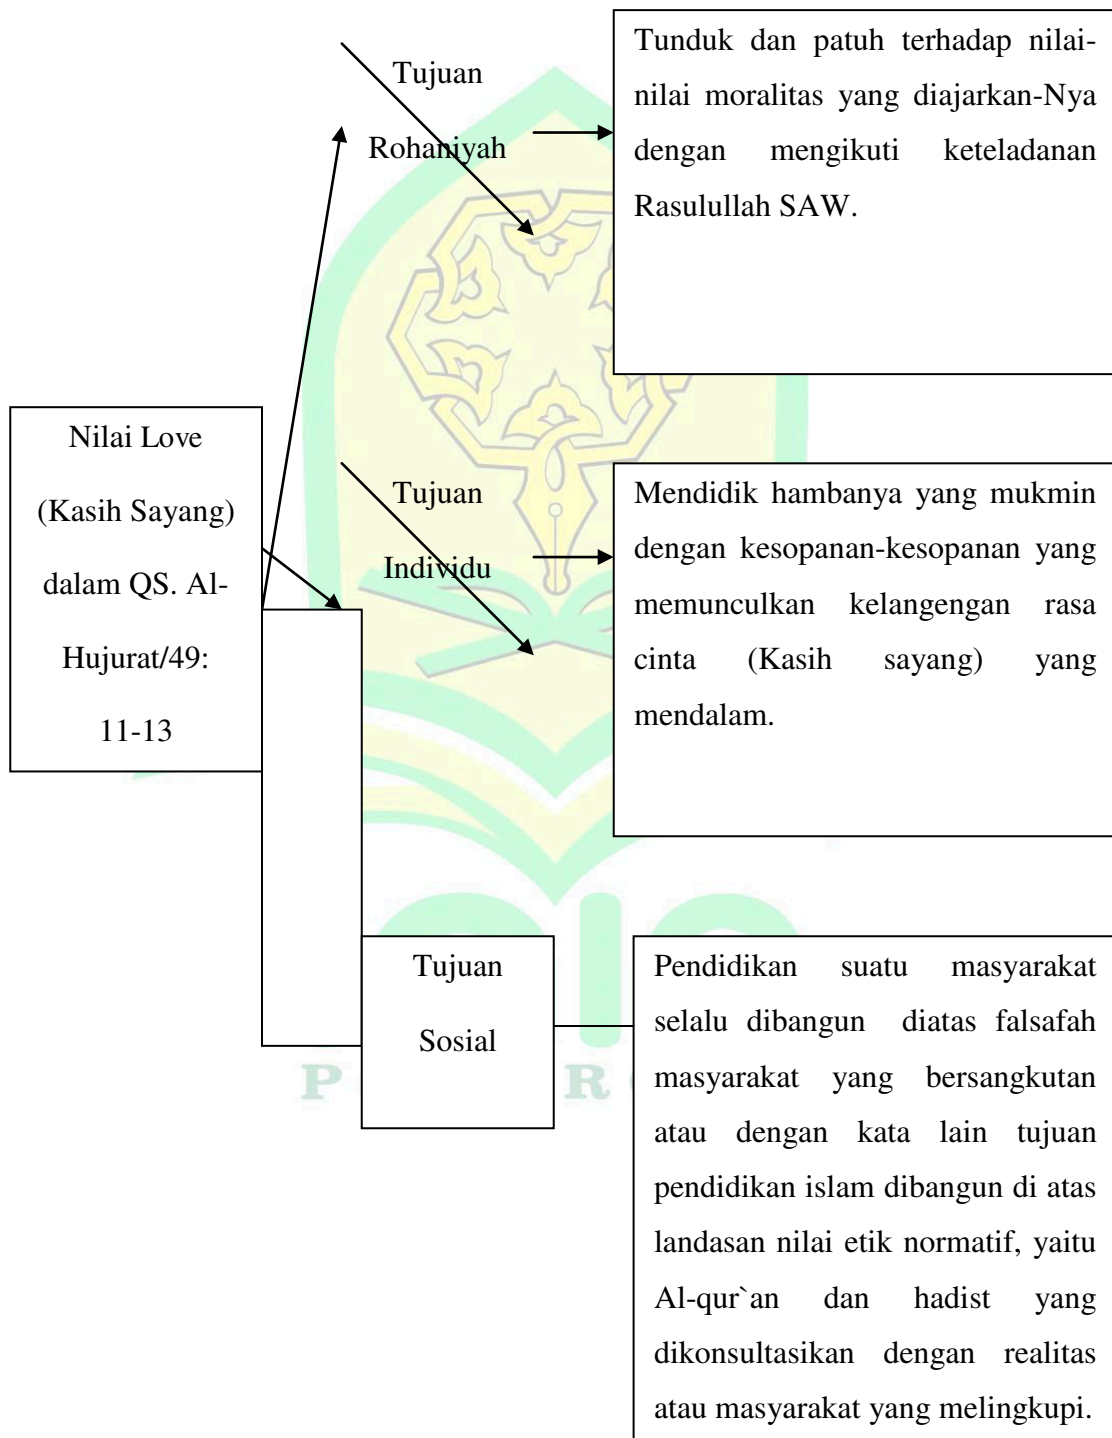 Tujuan
Rohaniyah
Tunduk dan patuh terhadap nilai-
nilai moralitas yang diajarkan-Nya
dengan mengikuti keteladanan
Rasulullah SAW.
Nilai Love
(Kasih Sayang)
dalam QS. Al-
Hujurat/49:
11-13
Tujuan
Individu
Mendidik hambanya yang mukmin
dengan kesopanan-kesopanan yang
memunculkan kelangengan rasa
cinta (Kasih sayang) yang
mendalam.
Tujuan
Sosial
Pendidikan suatu masyarakat
selalu dibangun diatas falsafah
masyarakat yang bersangkutan
atau dengan kata lain tujuan
pendidikan islam dibangun di atas
landasan nilai etik normatif, yaitu
Al-qur`an dan hadist yang
dikonsultasikan dengan realitas
atau masyarakat yang melingkupi.